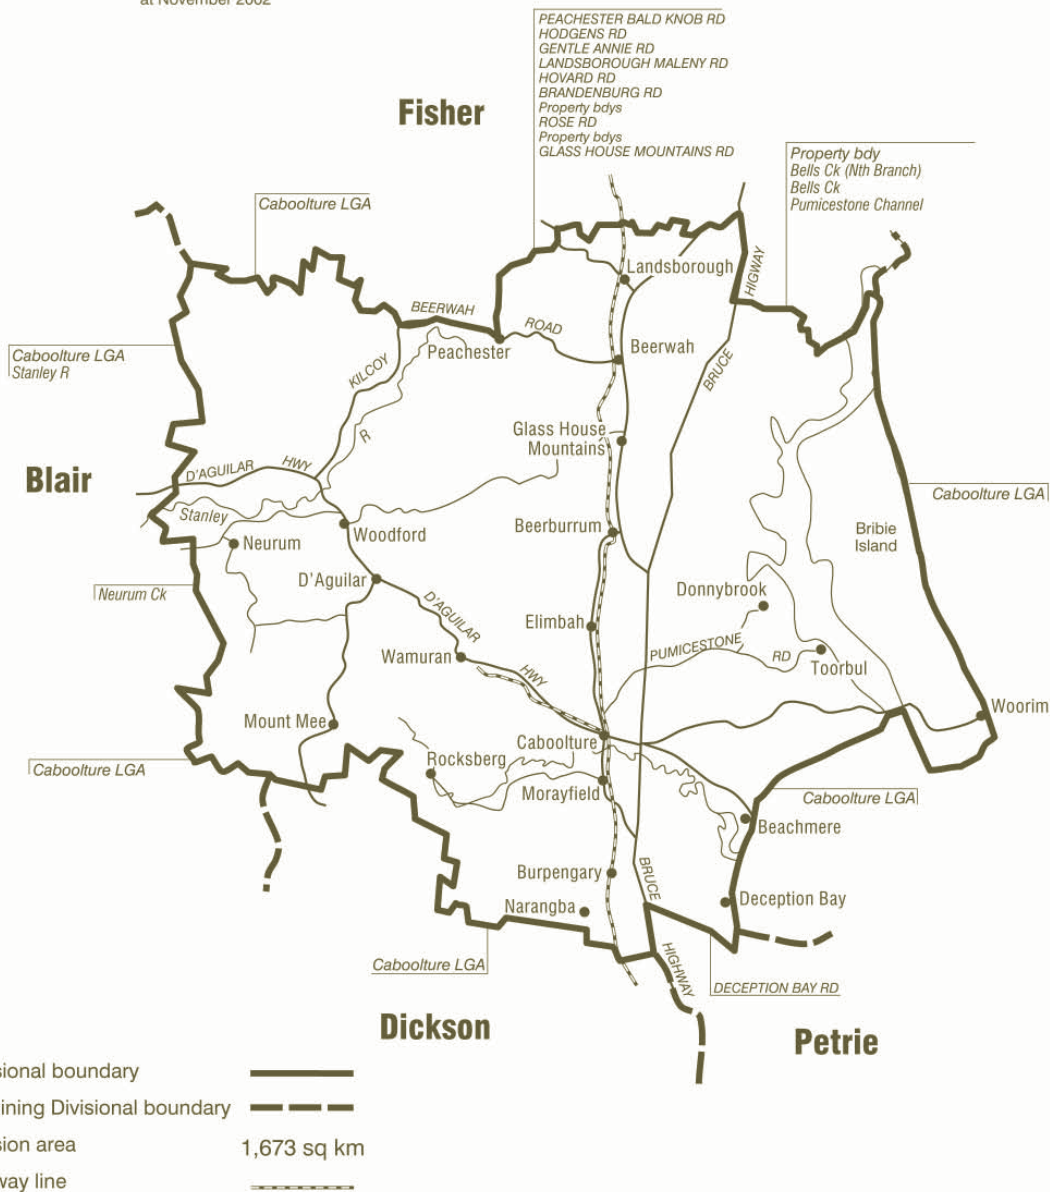 at November 2002
PEACHESTER BALD KNOB RD
HODGENS RD
GENTLE ANNIE RD
LANDSBOROUGH MALENY RD
HOVARD RD
BRANDENBURG RD
Property bdys
ROSE RD
Property bdys
GLASS HOUSE MOUNTAINS RD
Fisher
Property bdy
Bells Ck (Nth Branch)
Bells Ck
Pumicestone Channel
Caboolture LGA
Landsborough
HIGWAY
BEERWAH
ROAD
Peachester
Beerwah
Caboolture LGA
Stanley R
KILCOY
BRUCE
R
Glass House
Mountains
Blair
D'AGUILAR
HWY
Caboolture LGA
Stanley
Woodford
Beerburrum
Bribie
Island
Neurum
D'Aguilar
Donnybrook
Neurum Ck
D'AGUILAR
Elimbah
PUMICESTONE
RD
Wamuran
HWY
Toorbul
Mount Mee
Woorim
Caboolture
Rocksberg
Caboolture LGA
Morayfield
Caboolture LGA
Beachmere
Burpengary
BRUCE
Narangba
Deception Bay
Caboolture LGA
HIGHWAY
DECEPTION BAY RD
Dickson
Petrie
sional boundary
ining Divisional boundary
sion area
1,673 sq km
way line